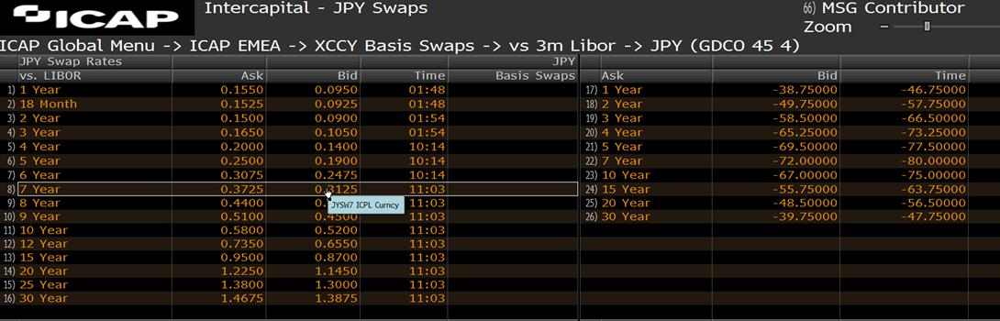 ICAP
Intercapital - JPY Swaps
66) MSG Contributor
Zoom
ICAP Global Menu -> ICAP EMEA -> XCCY Basis Swaps -> vs 3m Libor -> JPY (GDCO 45 4)
JPY Swap Rates JPY
vs. LIBOR Ask Bid Time Basis Swaps Ask Bid Time
1) 1 Year 0.1550 0.0950 01:48 17) 1 Year -38.75000 -46.75000
2) 18 Month 0.1525 0.0925 01:48 18) 2 Year -49.75000 -57.75000
3) 2 Year 0.1500 0.0900 01:54 19) 3 Year -58.50000 -66.50000
4) 3 Year 0.1650 0.1050 01:54 20) 4 Year -65.25000 -73.25000
5) 4 Year 0.2000 0.1400 10:14 21) 5 Year -69.50000 -77.50000
6) 5 Year 0.2500 0.1900 10:14 22) 7 Year -72.00000 -80.00000
7) 6 Year 0.3075 0.2475 10:14 23) 10 Year -67.00000 -75.00000
8) 7 Year 0.3725 0.3125 11:03 24) 15 Year -55.75000 -63.75000
9) 8 Year 0.4400 0. JYSW7 ICPL Curncy 11:03 25) 20 Year -48.50000 -56.50000
10) 9 Year 0.5100 0.4500 11:03 26) 30 Year -39.75000 -47.75000
11) 10 Year 0.5800 0.5200 11:03
12) 12 Year 0.7350 0.6550 11:03
13) 15 Year 0.9500 0.8700 11:03
14) 20 Year 1.2250 1.1450 11:03
15) 25 Year 1.3800 1.3000 11:03
16) 30 Year 1.4675 1.3875 11:03